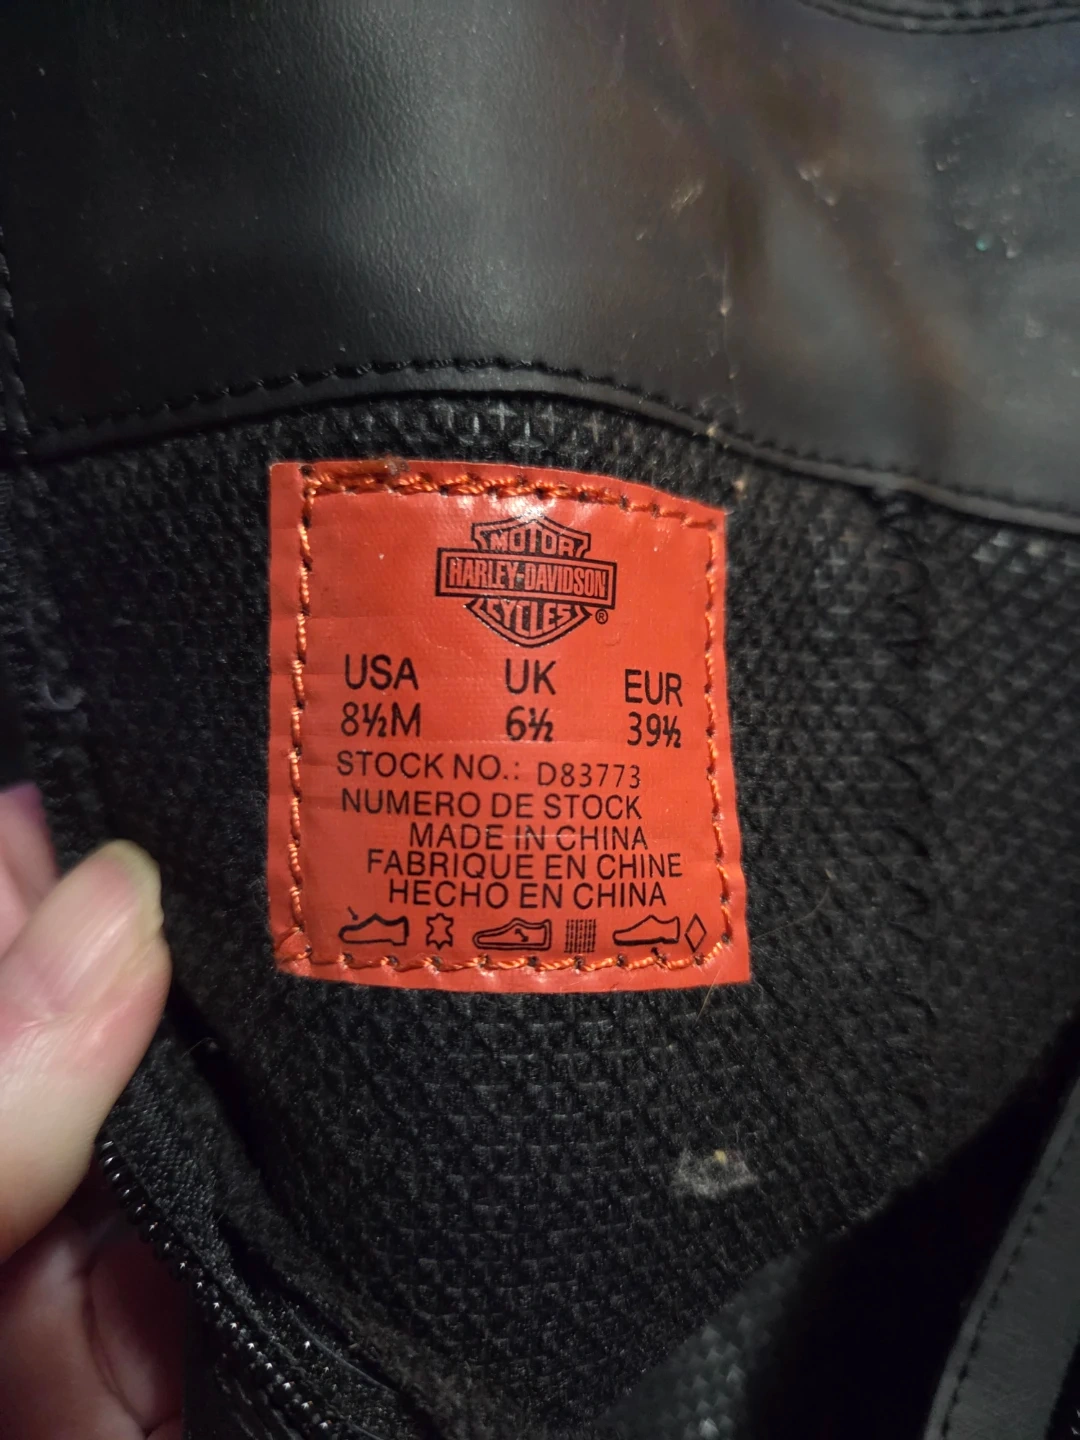 MOTOR
HARLEY-DAVIDSON
CYCLES ®
USA UK EUR
8½M 6½ 39½
STOCK NO.: D83773
NUMERO DE STOCK
MADE IN CHINA
FABRIQUE EN CHINE
HECHO EN CHINA